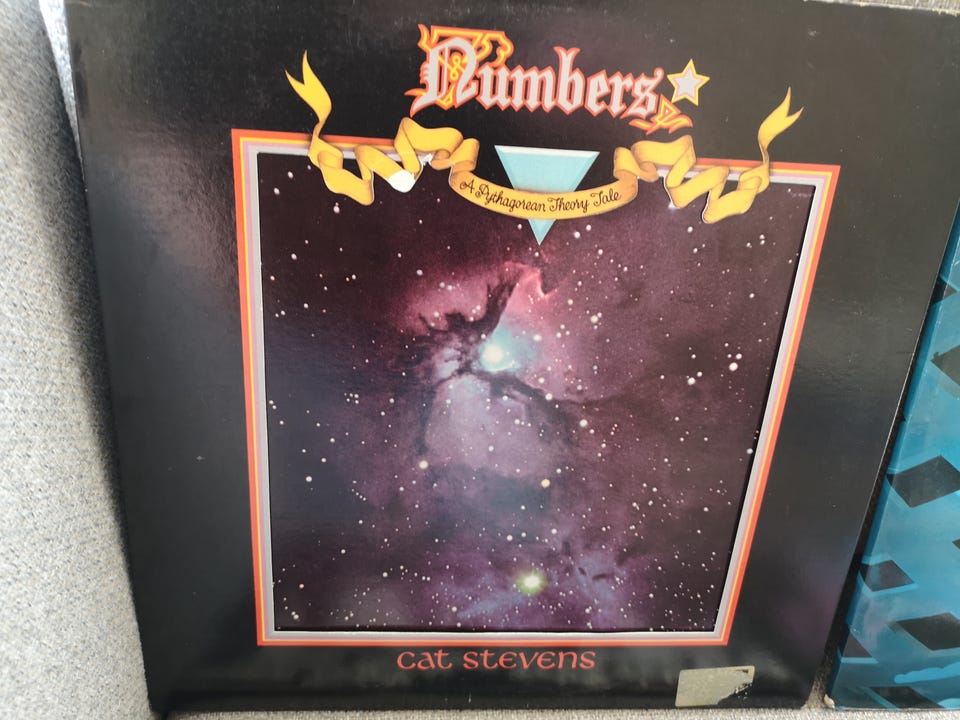 Numbers
A Pythagorean Theory Tale
cat stevens